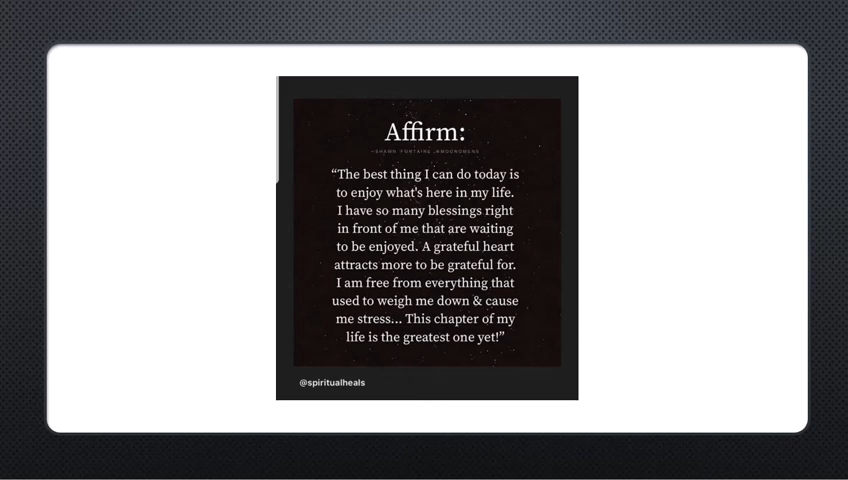 Affirm:
“The best thing I can do today is
to enjoy what's here in my life.
I have so many blessings right
in front of me that are waiting
to be enjoyed. A grateful heart
attracts more to be grateful for.
I am free from everything that
used to weigh me down & cause
me stress... This chapter of my
life is the greatest one yet!”
@spiritualheals